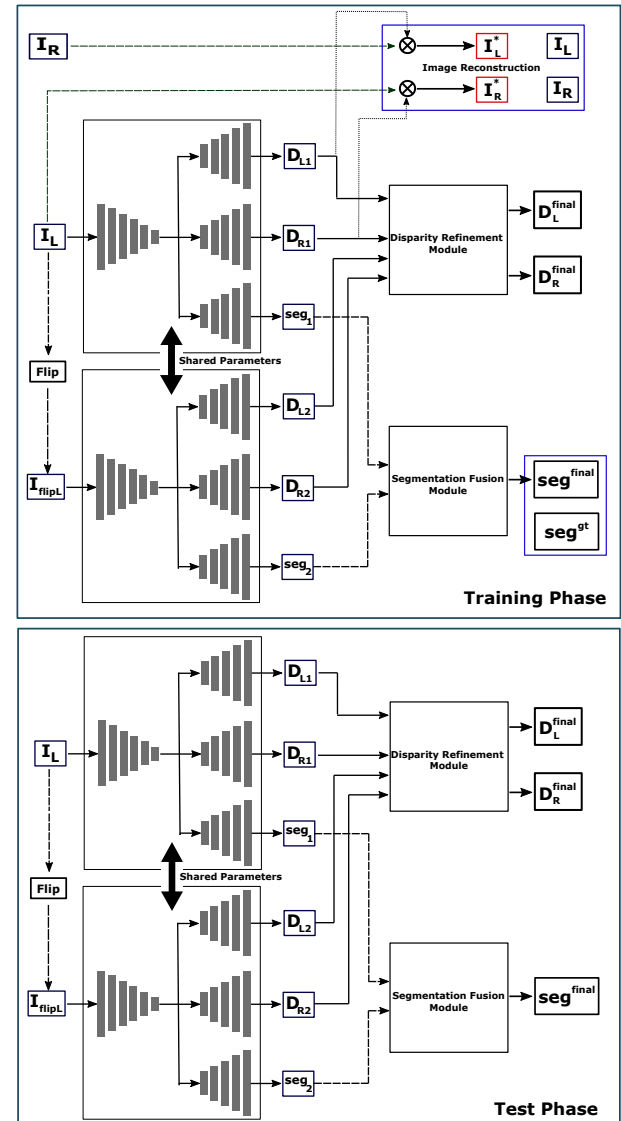 I_R
I*_L
I_L
Image Reconstruction
I*_R
I_R
D_L1
D_L^final
I_L
D_R1
Disparity Refinement
Module
D_R^final
seg_1
Shared Parameters
Flip
D_L2
I_flipL
D_R2
Segmentation Fusion
Module
seg^final
seg^gt
seg_2
Training Phase
D_L1
D_L^final
I_L
D_R1
Disparity Refinement
Module
D_R^final
seg_1
Shared Parameters
Flip
D_L2
I_flipL
D_R2
Segmentation Fusion
Module
seg^final
seg_2
Test Phase